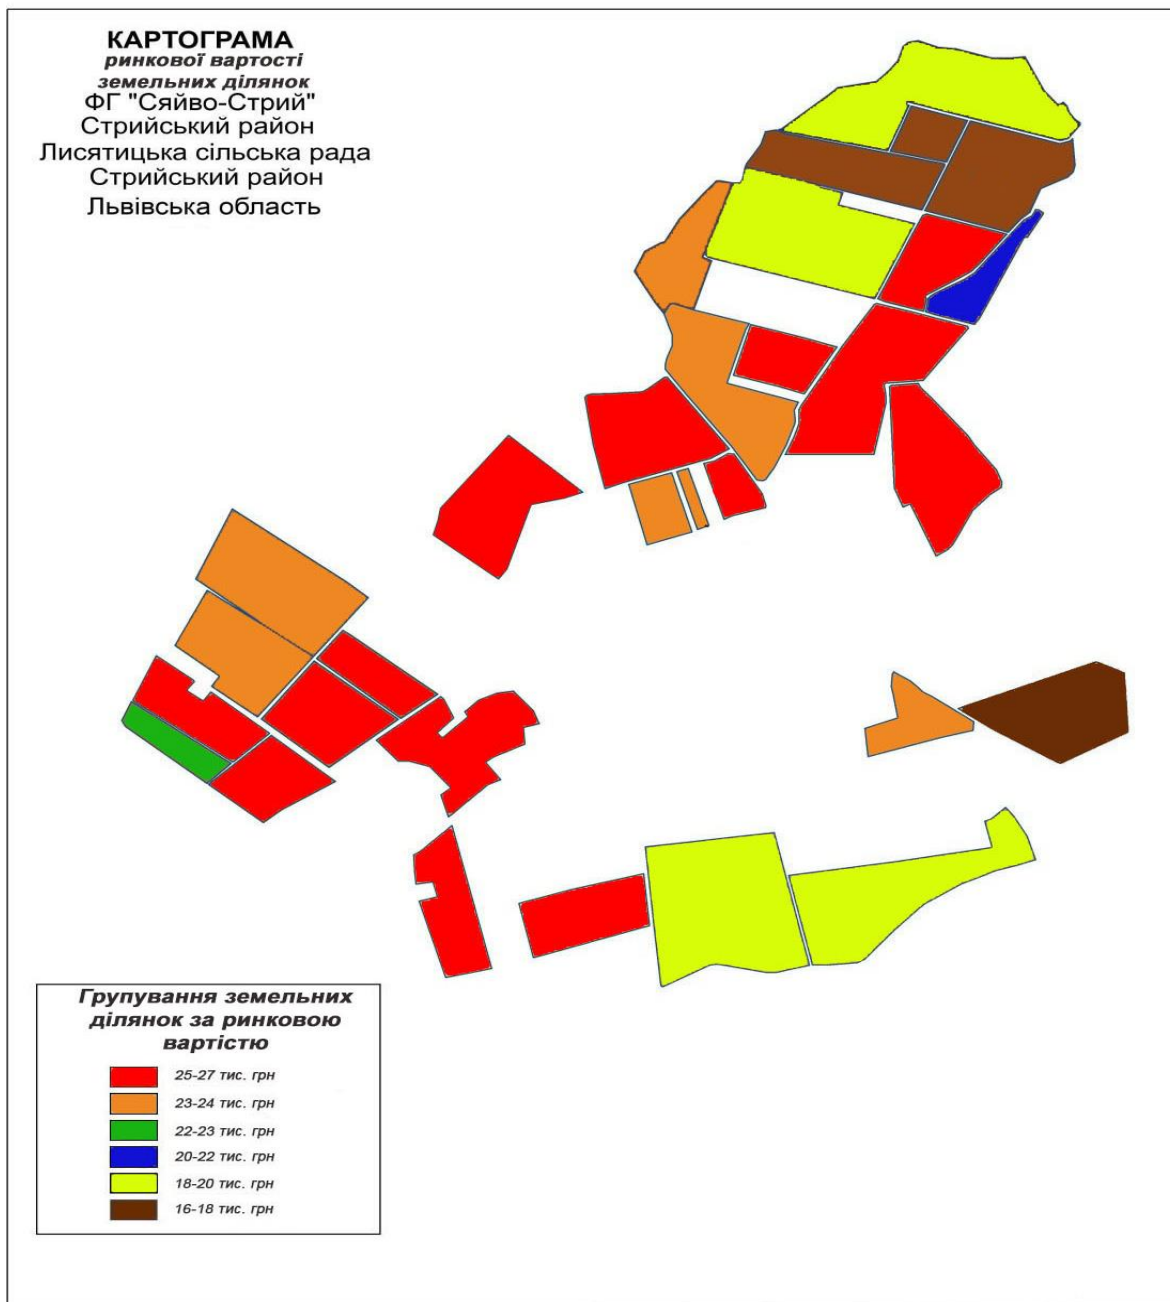 КАРТОГРАМА
ринкової вартості
земельних ділянок
ФГ "Сяйво-Стрий"
Стрийський район
Лисятицька сільська рада
Стрийський район
Львівська область
Групування земельних
ділянок за ринковою
вартістю
25-27 тис. грн
23-24 тис. грн
22-23 тис. грн
20-22 тис. грн
18-20 тис. грн
16-18 тис. грн